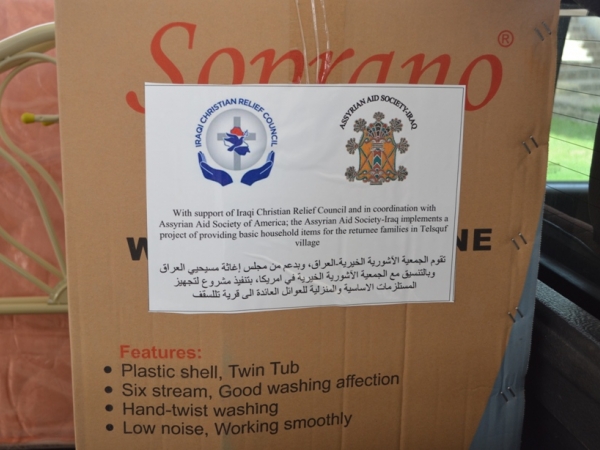 Soprano®
IRAQI CHRISTIAN RELIEF COUNCIL
ASSYRIAN AID SOCIETY-IRAQ
With support of Iraqi Christian Relief Council and in coordination with
Assyrian Aid Society of America; the Assyrian Aid Society-Iraq implements a
project of providing basic household items for the returnee families in Telsquf
village
تقوم الجمعية الآشورية الخيرية-العراق، وبدعم من مجلس إغاثة مسيحيي العراق
وبالتنسيق مع الجمعية الآشورية الخيرية في امريكا، بتنفيذ مشروع لتجهيز
المستلزمات الاساسية والمنزلية للعوائل العائدة الى قرية تللسقف
Features:
• Plastic shell, Twin Tub
• Six stream, Good washing affection
• Hand-twist washing
• Low noise, Working smoothly